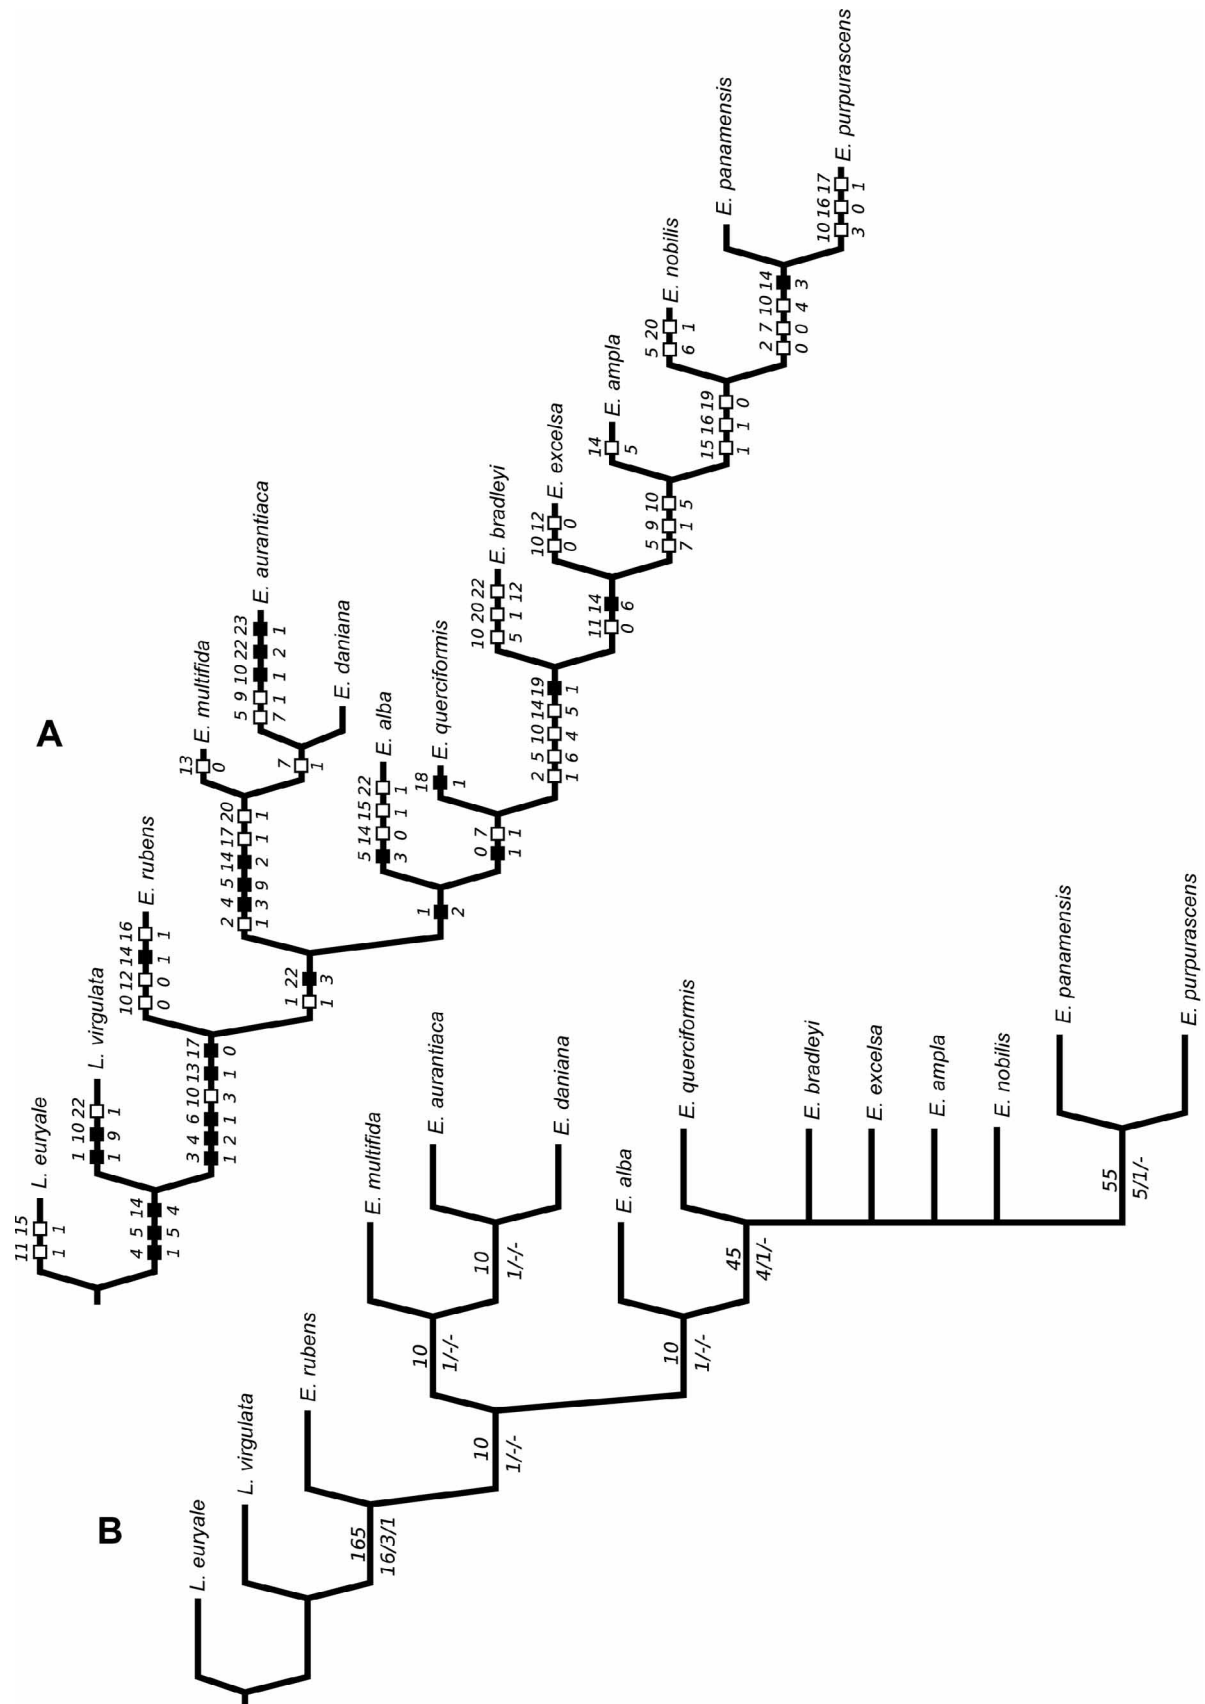 A
L. euryale
11 15
1 1
4 5 14
1 5 4
L. virgulata
1 10 22
1 9 1
3 4 6 10 13 17
1 2 1 3 1 0
E. rubens
10 12 14 16
0 0 1 1
1 22
1 3
2 4 5 14 17 20
1 3 9 2 1 1
E. multifida
13
0
7
1
E. aurantiaca
5 9 10 22 23
7 1 1 2 1
E. daniana
1
2
E. alba
5 14 15 22
3 0 1 1
0 7
1 1
E. querciformis
18
1
2 5 10 14 19
1 6 4 5 1
E. bradleyi
10 20 22
5 1 12
11 14
0 6
E. excelsa
10 12
0 0
5 9 10
7 1 5
E. ampla
14
5
15 16 19
1 1 0
E. nobilis
5 20
6 1
2 7 10 14
0 0 4 3
E. panamensis
E. purpurascens
10 16 17
3 0 1
B
L. euryale
L. virgulata
165
16/3/1
E. rubens
10
1/-/-
10
1/-/-
E. multifida
10
1/-/-
E. aurantiaca
E. daniana
10
1/-/-
E. alba
45
4/1/-
E. querciformis
E. bradleyi
E. excelsa
E. ampla
E. nobilis
55
5/1/-
E. panamensis
E. purpurascens